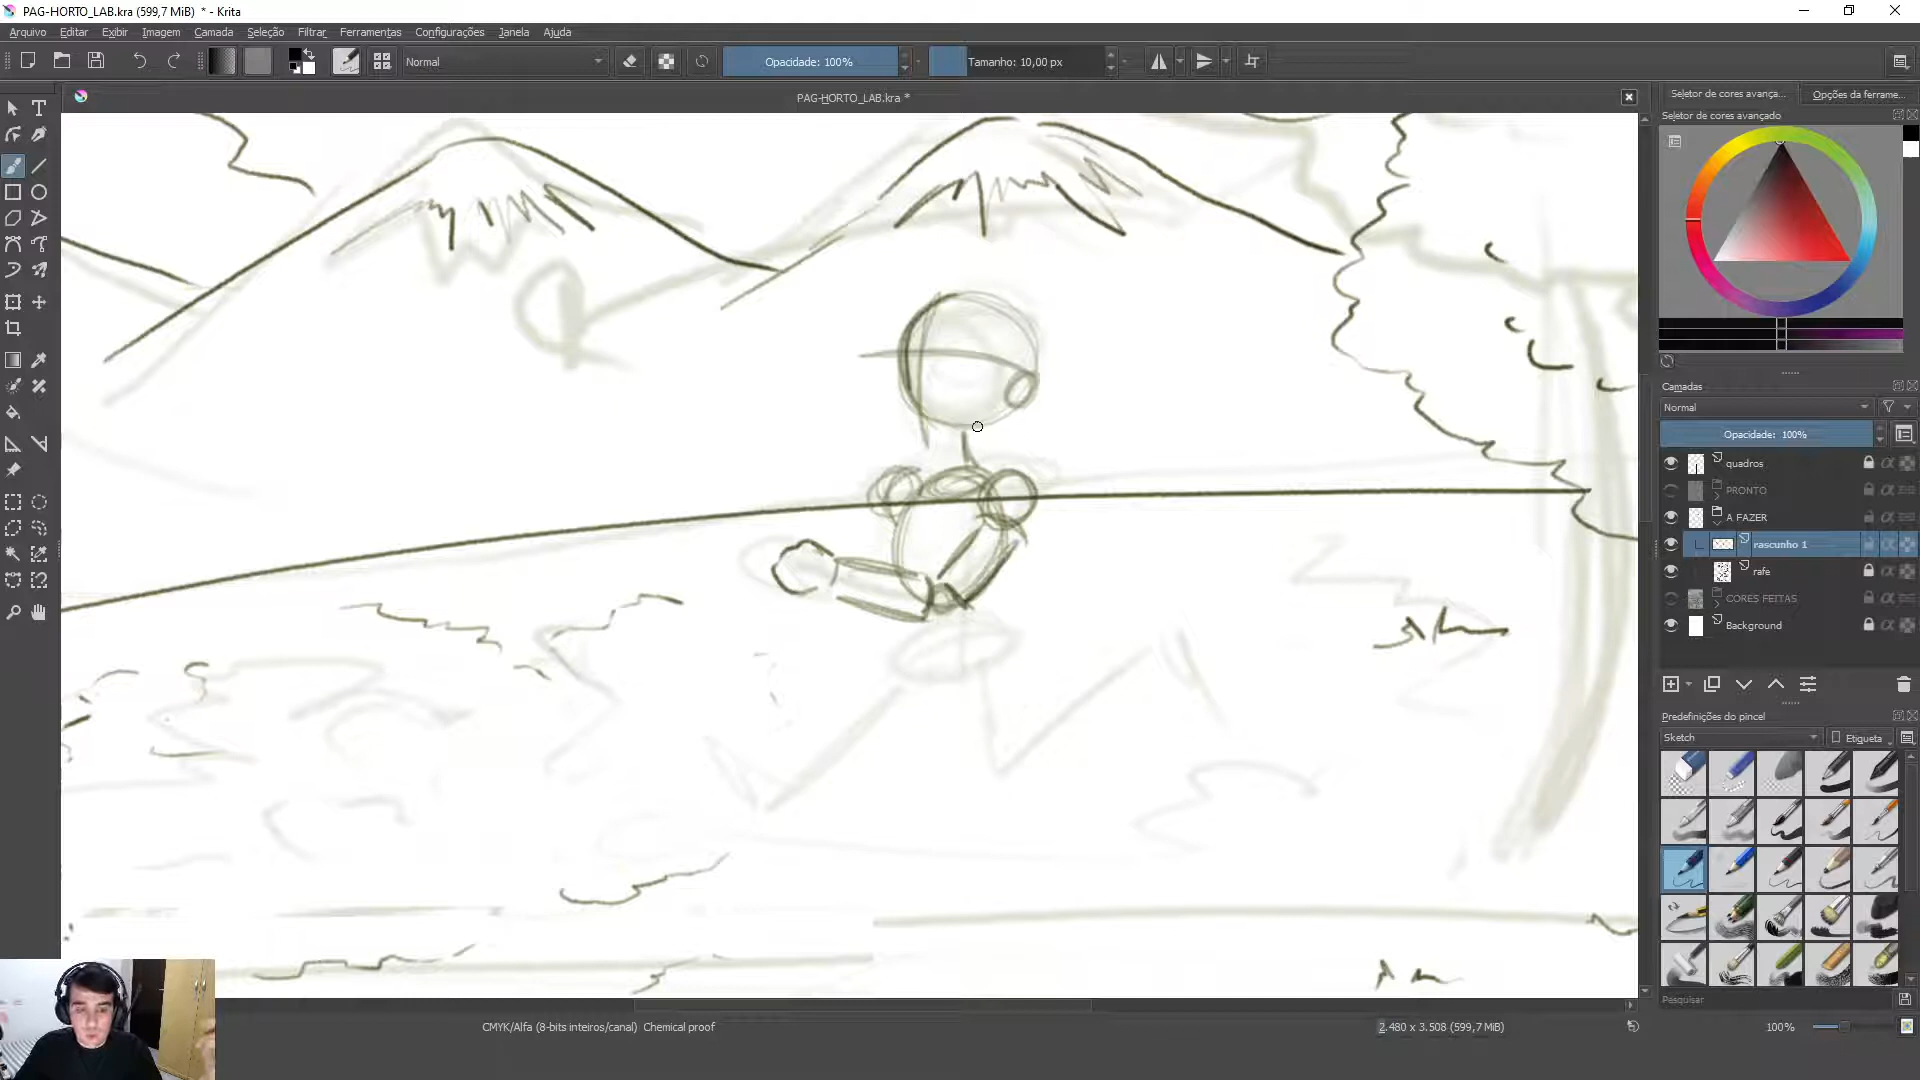 PAG-HORTO_LAB.kra (599,7 MiB) * - Krita
Arquivo Editar Exibir Imagem Camada Seleção Filtrar Ferramentas Configurações Janela Ajuda
Normal Opacidade: 100% Tamanho: 10,00 px
PAG-HORTO_LAB.kra *
Seletor de cores avança... Opções da ferrame...
Seletor de cores avançado
Camadas
Normal
Opacidade: 100%
quadros
PRONTO
A FAZER
rascunho 1
rafe
CORES FEITAS
Background
Predefinições do pincel
Sketch Etiqueta
Pesquisar
CMYK/Alfa (8-bits inteiros/canal) Chemical proof 2.480 x 3.508 (599,7 MiB) 100%